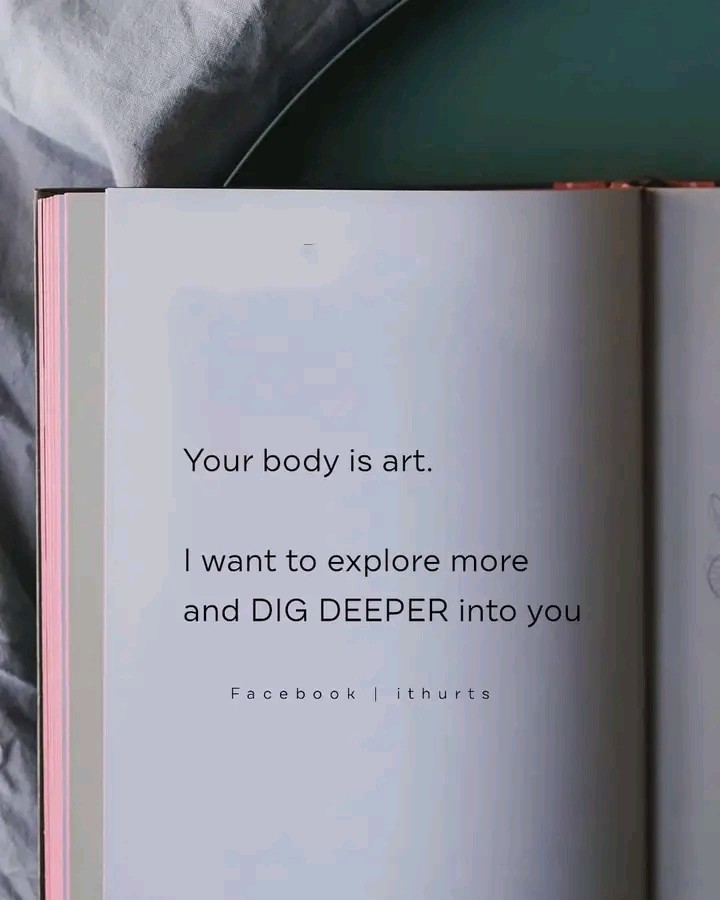 Your body is art.
I want to explore more
and DIG DEEPER into you
Facebook | ithurts